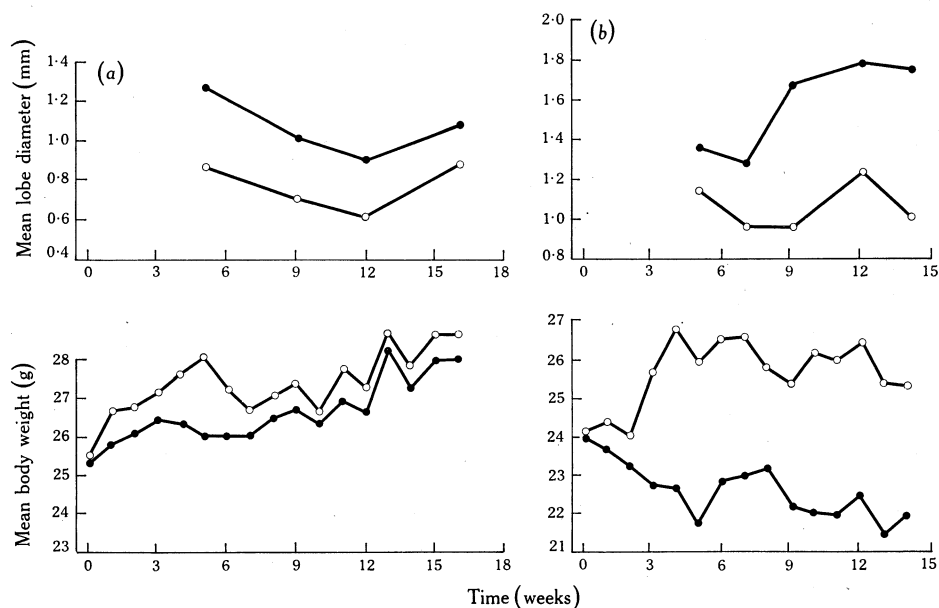 (a)
Mean lobe diameter (mm)
1·4
1·2
1·0
0·8
0·6
0·4
0 3 6 9 12 15 18
(b)
2·0
1·8
1·6
1·4
1·2
1·0
0·8
0 3 6 9 12 15
Mean body weight (g)
28
27
26
25
24
23
0 3 6 9 12 15 18
27
26
25
24
23
22
21
0 3 6 9 12 15
Time (weeks)